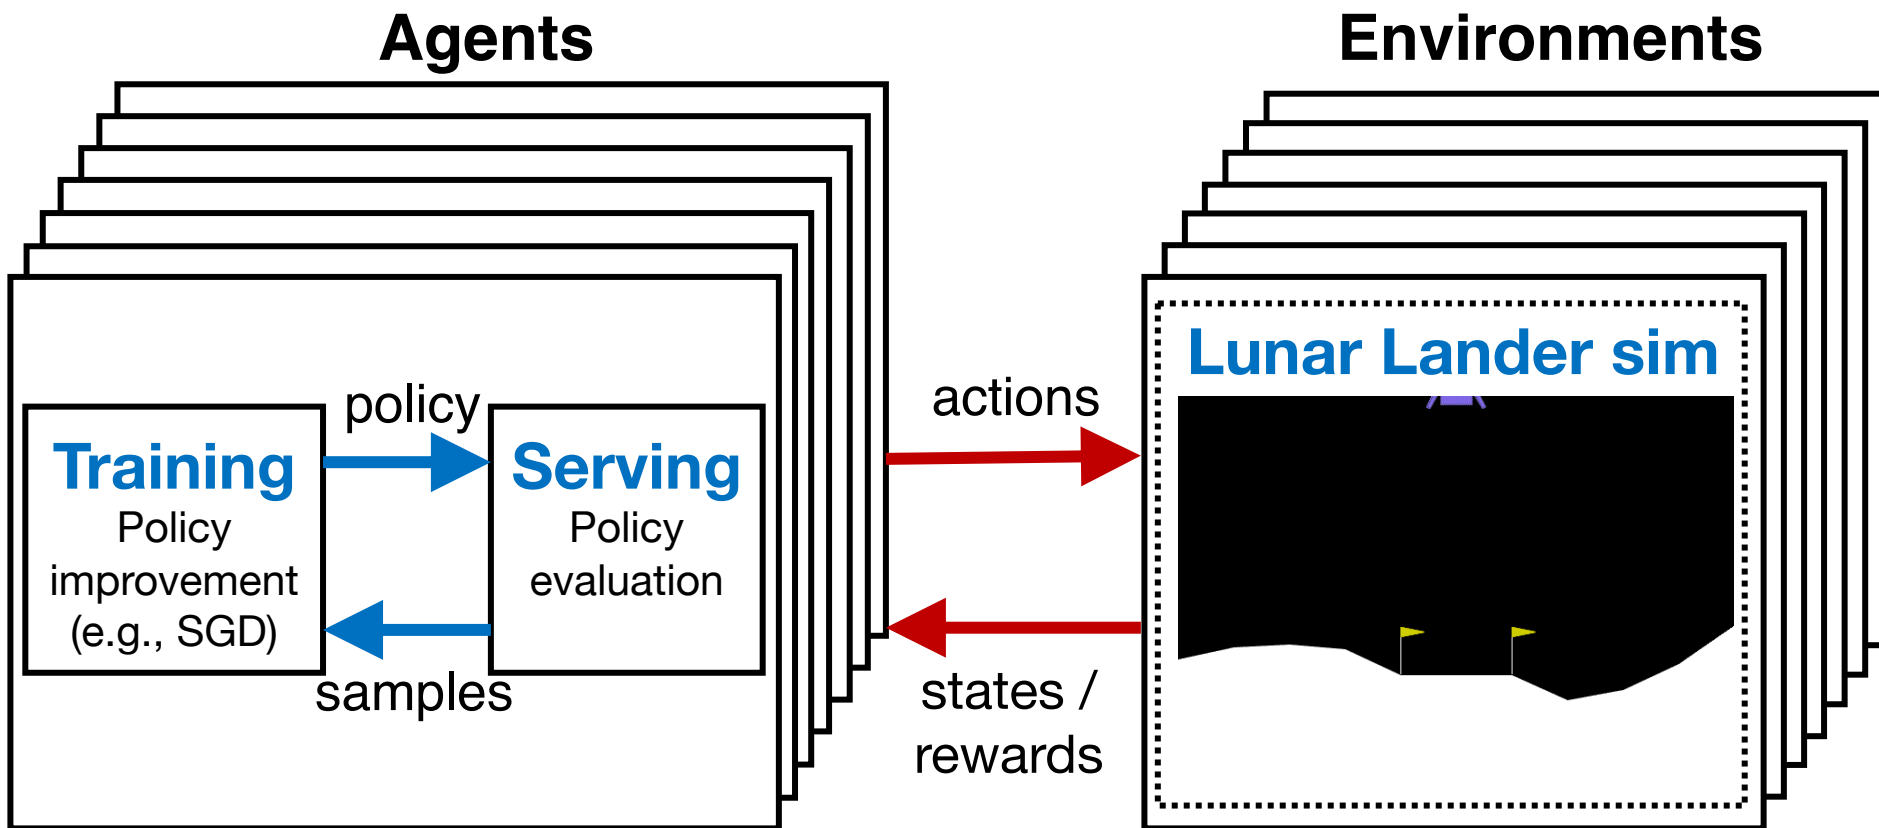 Agents
Environments
Training
Policy
improvement
(e.g., SGD)
policy
samples
Serving
Policy
evaluation
actions
states /
rewards
Lunar Lander sim